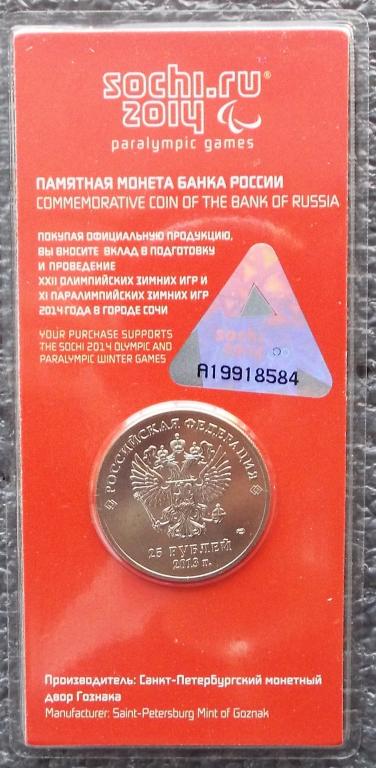 sochi.ru®
2014
paralympic games
ПАМЯТНАЯ МОНЕТА БАНКА РОССИИ
COMMEMORATIVE COIN OF THE BANK OF RUSSIA
ПОКУПАЯ ОФИЦИАЛЬНУЮ ПРОДУКЦИЮ,
ВЫ ВНОСИТЕ ВКЛАД В ПОДГОТОВКУ
И ПРОВЕДЕНИЕ
XXII ОЛИМПИЙСКИХ ЗИМНИХ ИГР И
XI ПАРАЛИМПИЙСКИХ ЗИМНИХ ИГР
2014 ГОДА В ГОРОДЕ СОЧИ
YOUR PURCHASE SUPPORTS
THE SOCHI 2014 OLYMPIC AND
PARALYMPIC WINTER GAMES
sochi
2014
A19918584
РОССИЙСКАЯ ФЕДЕРАЦИЯ
25 РУБЛЕЙ
2013 г.
Производитель: Санкт-Петербургский монетный
двор Гознака
Manufacturer: Saint-Petersburg Mint of Goznak